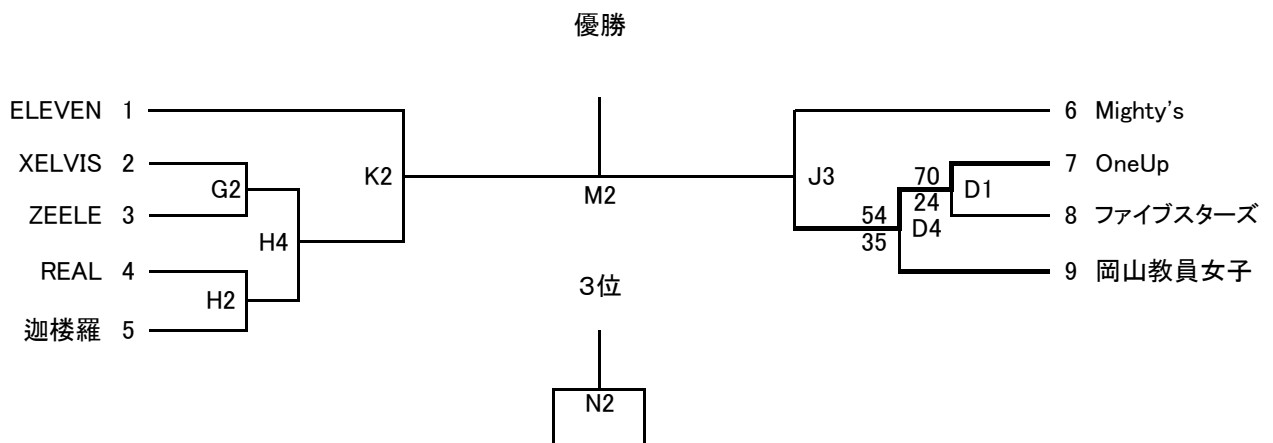 優勝
ELEVEN 1
6 Mighty's
XELVIS 2
7 OneUp
K2
J3
70
G2
D1
M2
24
ZEELE 3
54
8 ファイブスターズ
D4
H4
35
REAL 4
9 岡山教員女子
3位
H2
迦楼羅 5
N2